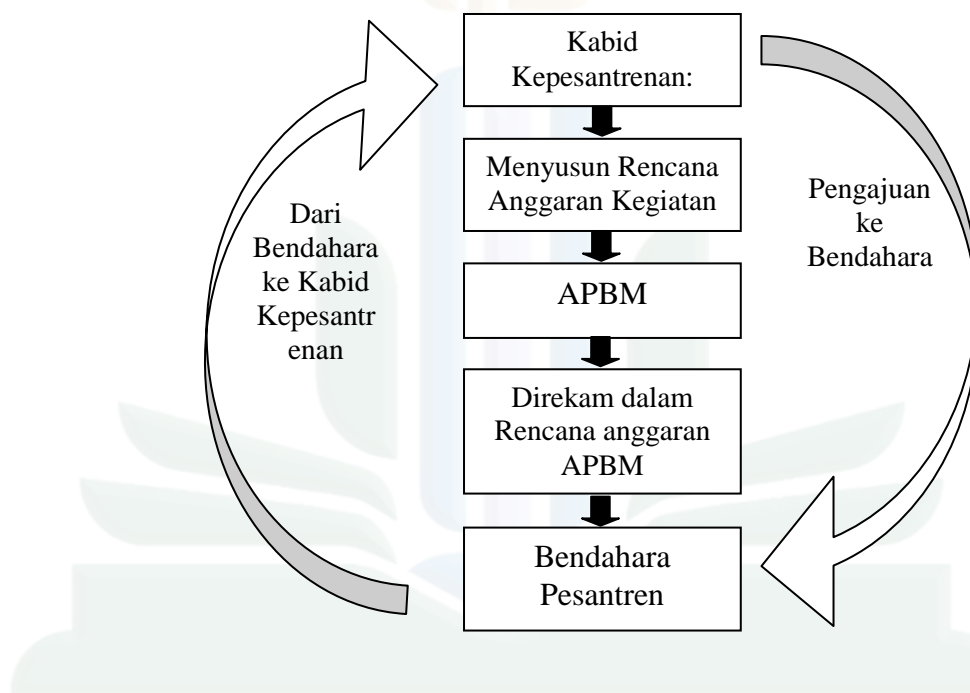 Kabid
Kepesantrenan:
Menyusun Rencana
Anggaran Kegiatan
APBM
Direkam dalam
Rencana anggaran
APBM
Bendahara
Pesantren
Dari
Bendahara
ke Kabid
Kepesantr
enan
Pengajuan
ke
Bendahara